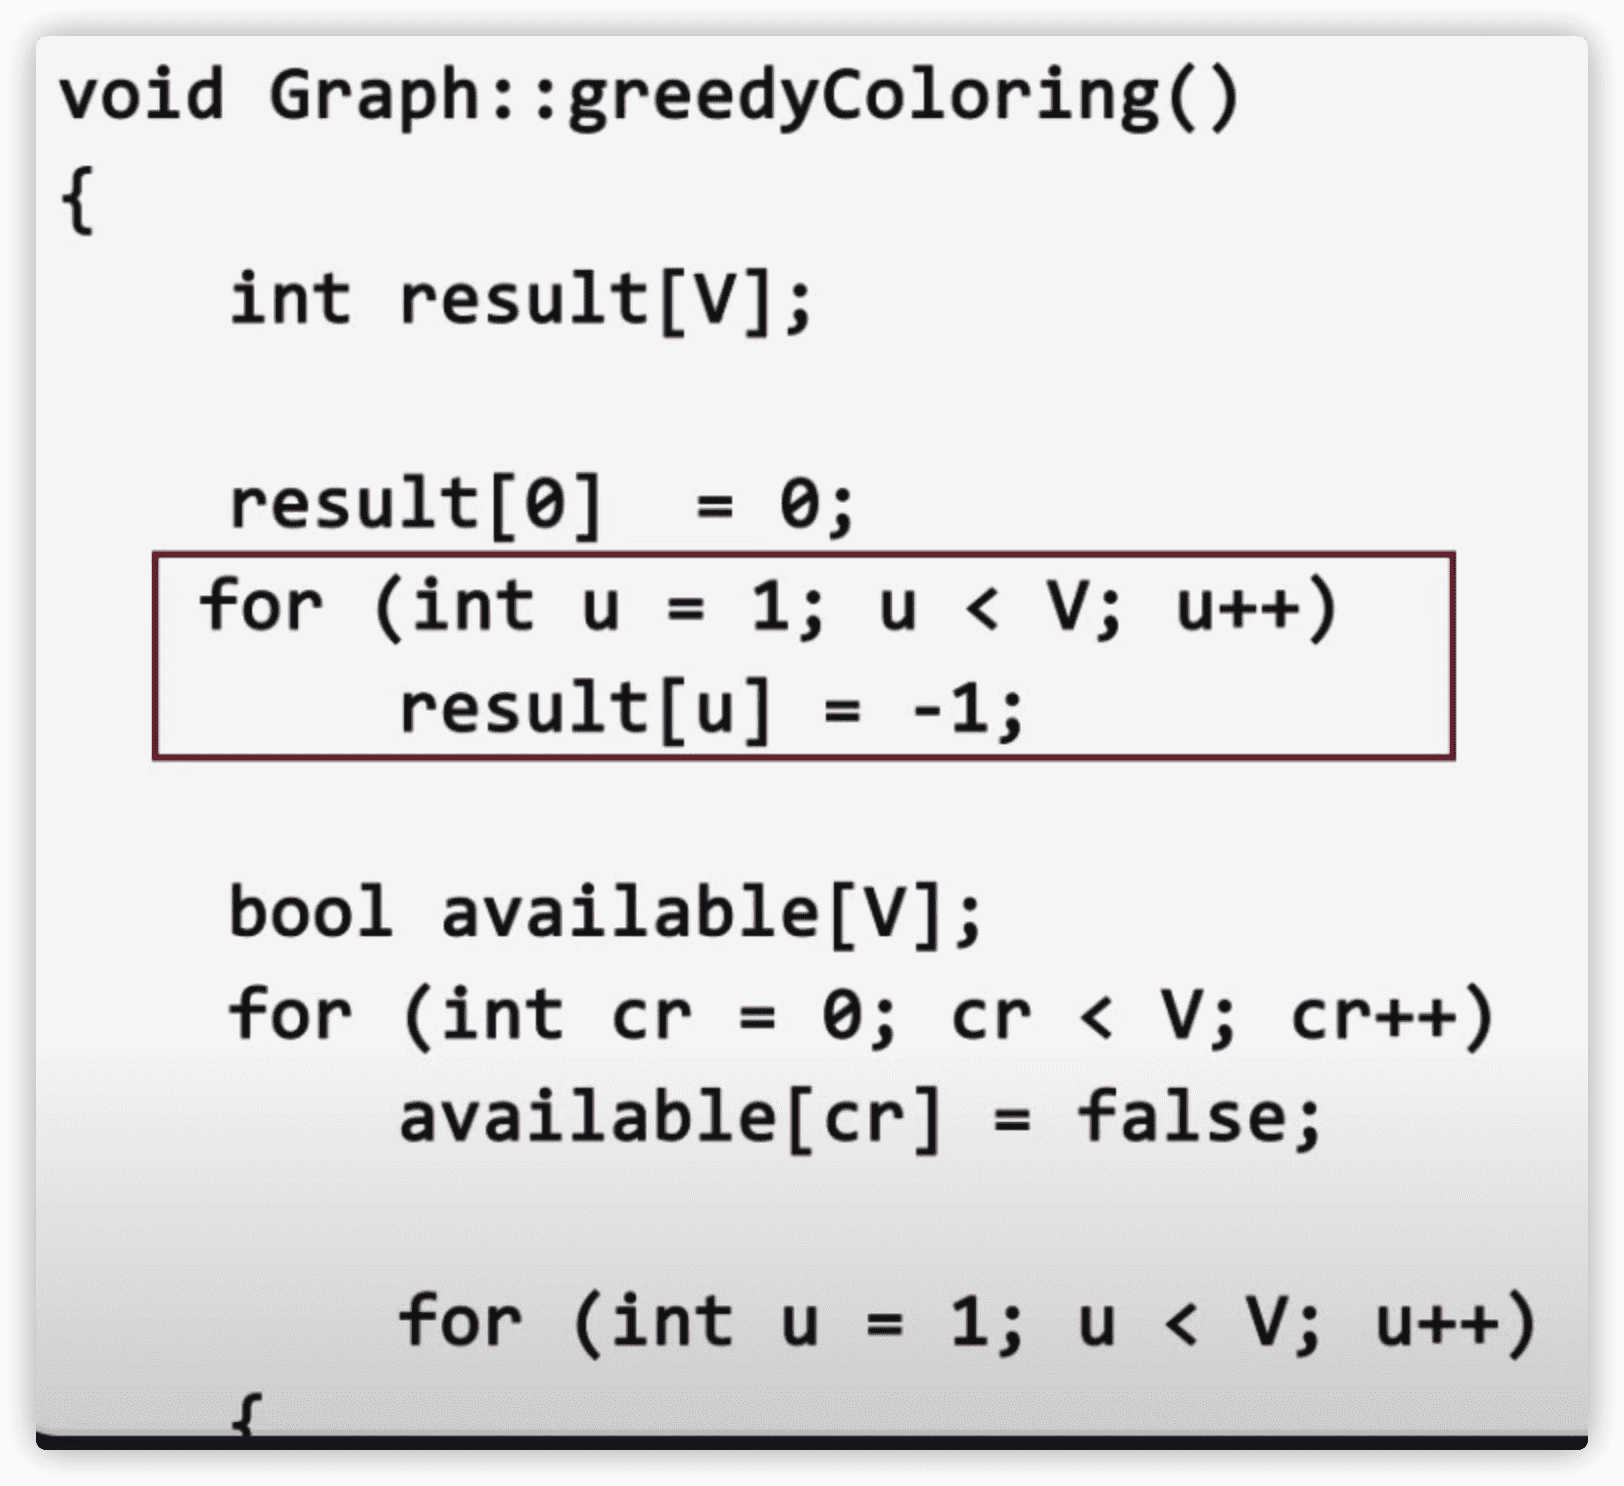 void Graph::greedyColoring()
{
int result[V];
result[0]  = 0;
for (int u = 1; u < V; u++)
result[u] = -1;
bool available[V];
for (int cr = 0; cr < V; cr++)
available[cr] = false;
for (int u = 1; u < V; u++)
{